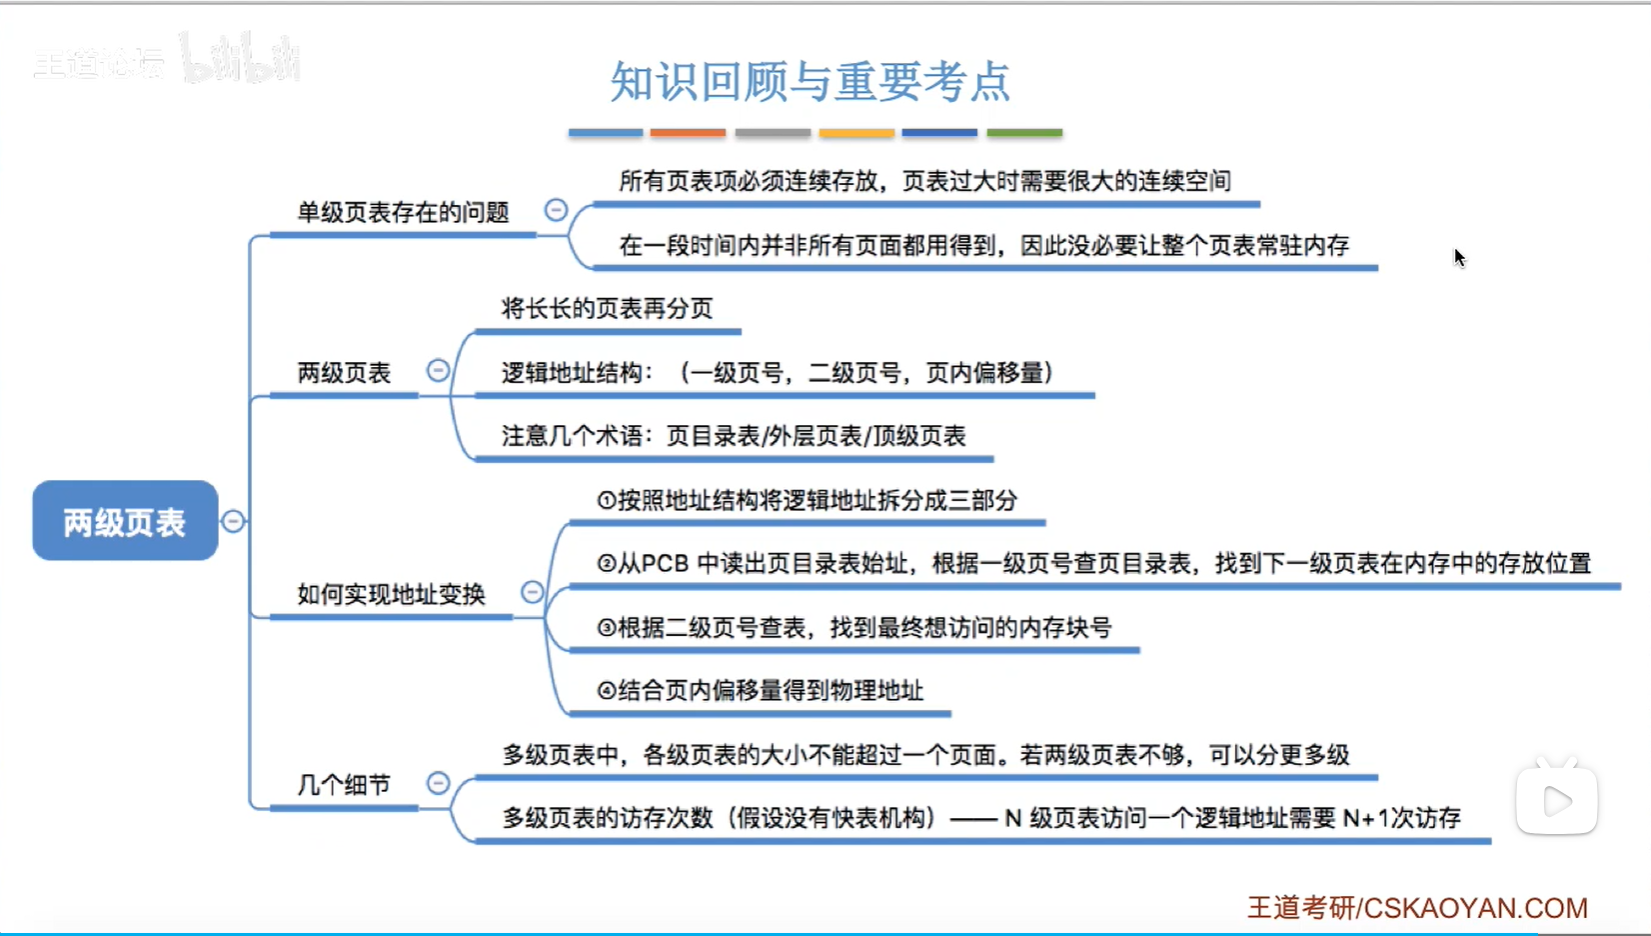 王道论坛 bilibili
知识回顾与重要考点
两级页表
单级页表存在的问题
所有页表项必须连续存放，页表过大时需要很大的连续空间
在一段时间内并非所有页面都用得到，因此没必要让整个页表常驻内存
两级页表
将长长的页表再分页
逻辑地址结构：（一级页号，二级页号，页内偏移量）
注意几个术语：页目录表/外层页表/顶级页表
如何实现地址变换
①按照地址结构将逻辑地址拆分成三部分
②从PCB 中读出页目录表始址，根据一级页号查页目录表，找到下一级页表在内存中的存放位置
③根据二级页号查表，找到最终想访问的内存块号
④结合页内偏移量得到物理地址
几个细节
多级页表中，各级页表的大小不能超过一个页面。若两级页表不够，可以分更多级
多级页表的访存次数（假设没有快表机构）—— N 级页表访问一个逻辑地址需要 N+1次访存
王道考研/CSKAOYAN.COM